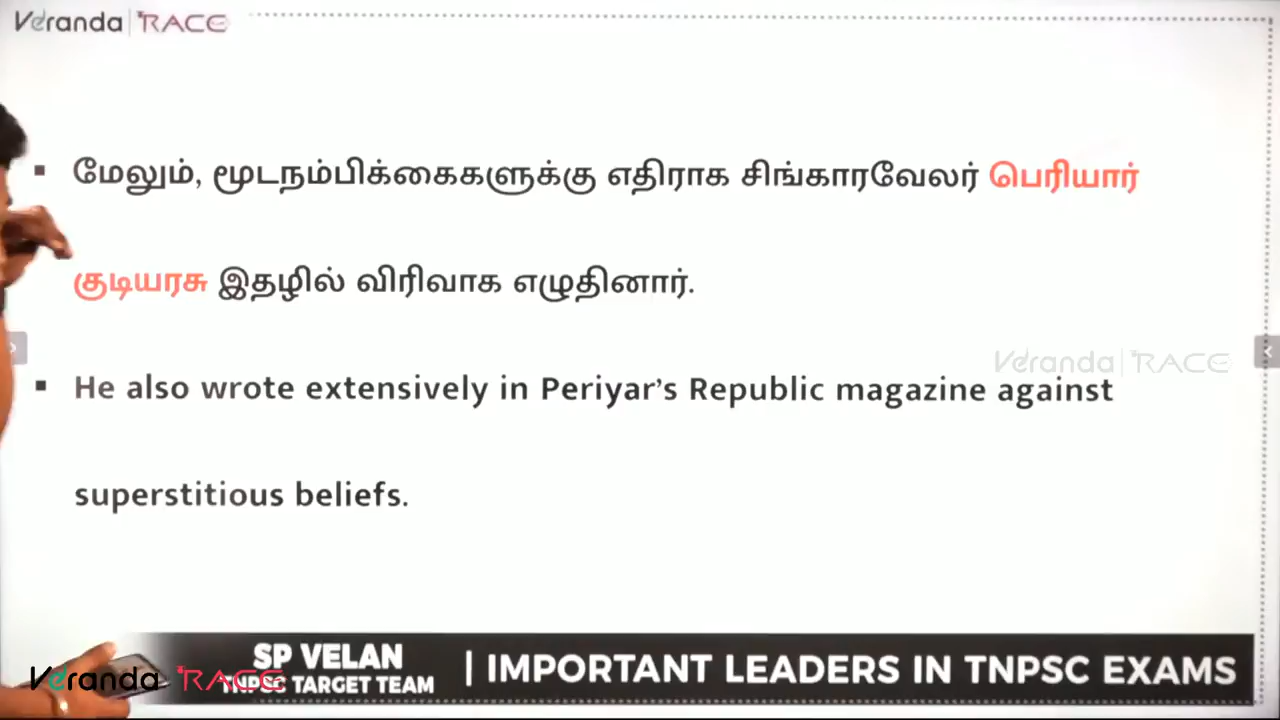 Veranda RACE
மேலும், மூடநம்பிக்கைகளுக்கு எதிராக சிங்காரவேலர் பெரியார்
குடியரசு இதழில் விரிவாக எழுதினார்.
Veranda RACE
He also wrote extensively in Periyar's Republic magazine against
superstitious beliefs.
SP VELAN
TNPSC TARGET TEAM
IMPORTANT LEADERS IN TNPSC EXAMS
Veranda RACE